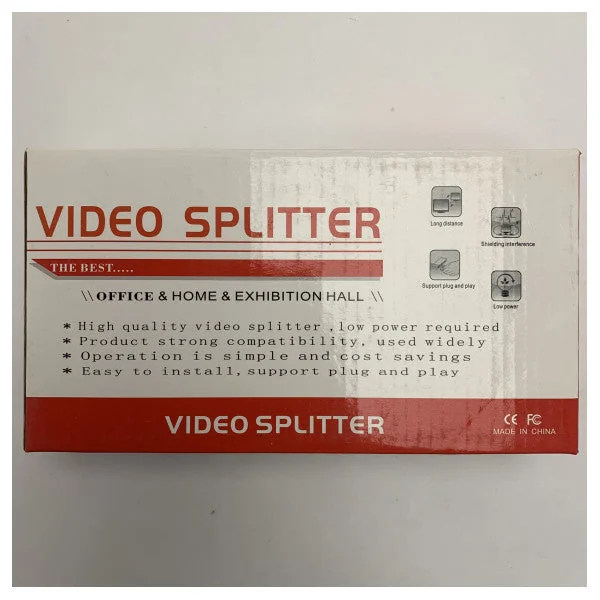 VIDEO SPLITTER
THE BEST.....
\\ OFFICE & HOME & EXHIBITION HALL \\
* High quality video splitter ,low power required
* Product strong compatibility, used widely
* Operation is simple and cost savings
* Easy to install, support plug and play
Long distance
Shielding interference
Support plug and play
Low power
VIDEO SPLITTER
CE FC
MADE IN CHINA